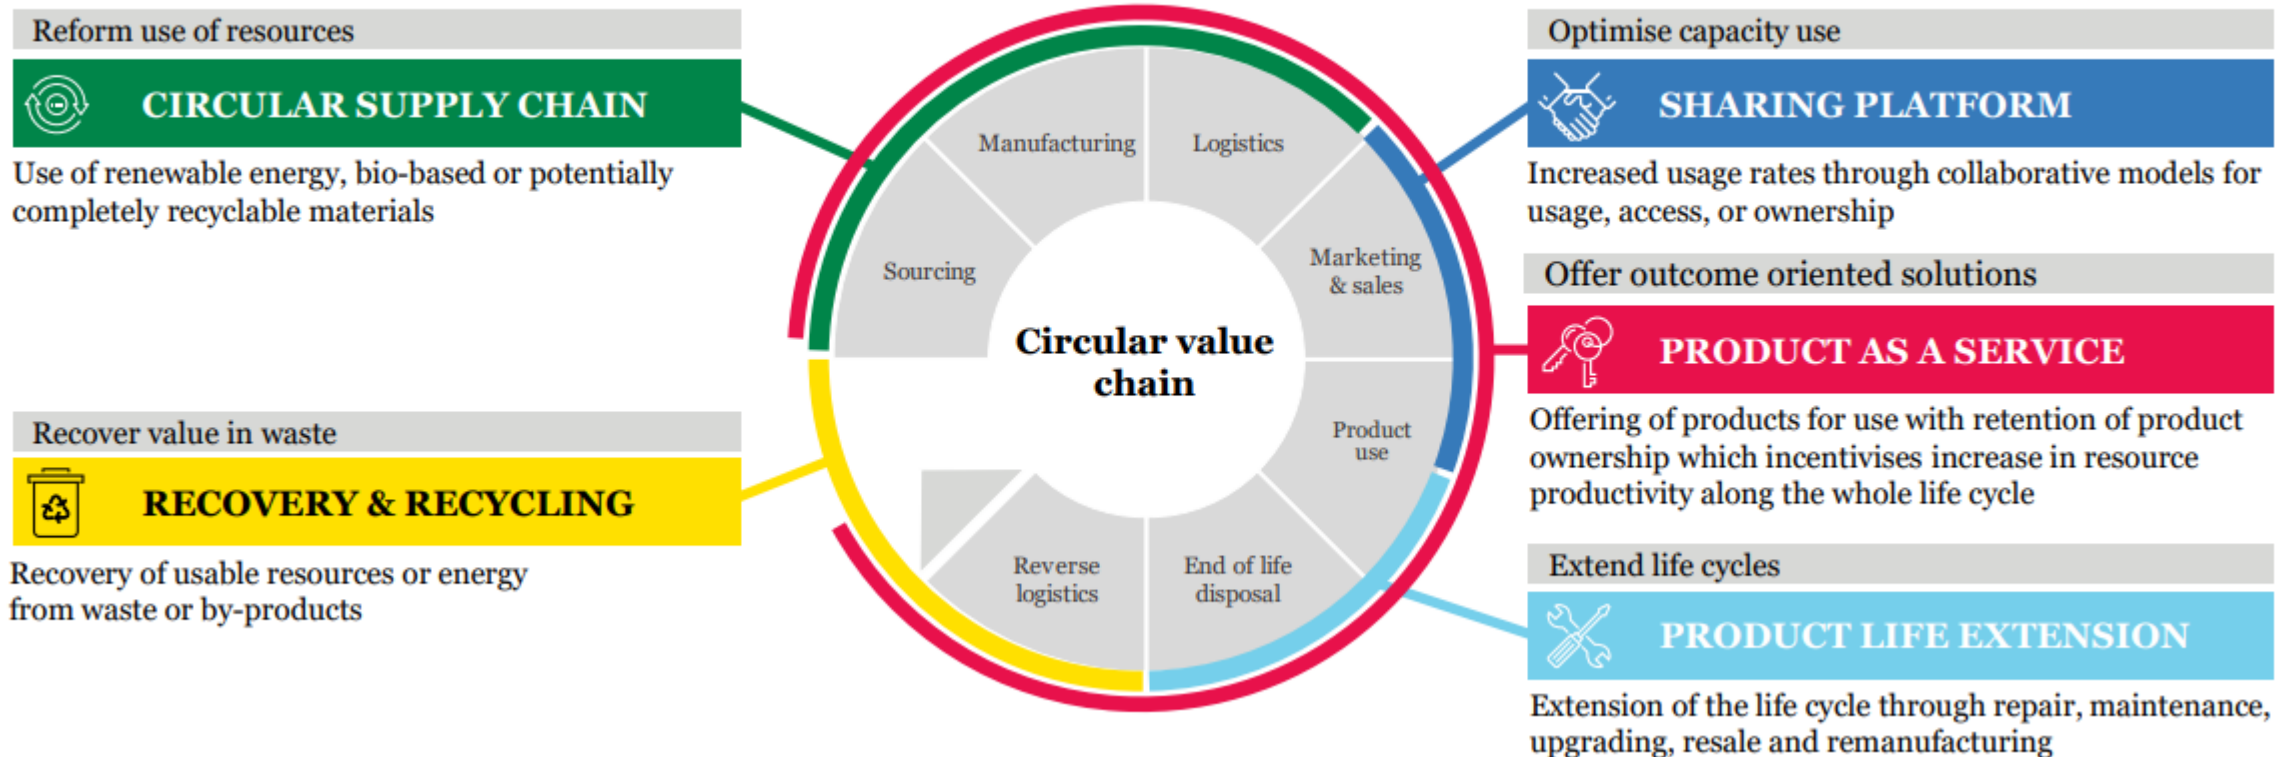 Reform use of resources
CIRCULAR SUPPLY CHAIN
Use of renewable energy, bio-based or potentially
completely recyclable materials
Recover value in waste
RECOVERY & RECYCLING
Recovery of usable resources or energy
from waste or by-products
Manufacturing
Logistics
Sourcing
Marketing
& sales
Circular value
chain
Product
use
Reverse
logistics
End of life
disposal
Optimise capacity use
SHARING PLATFORM
Increased usage rates through collaborative models for
usage, access, or ownership
Offer outcome oriented solutions
PRODUCT AS A SERVICE
Offering of products for use with retention of product
ownership which incentivises increase in resource
productivity along the whole life cycle
Extend life cycles
PRODUCT LIFE EXTENSION
Extension of the life cycle through repair, maintenance,
upgrading, resale and remanufacturing